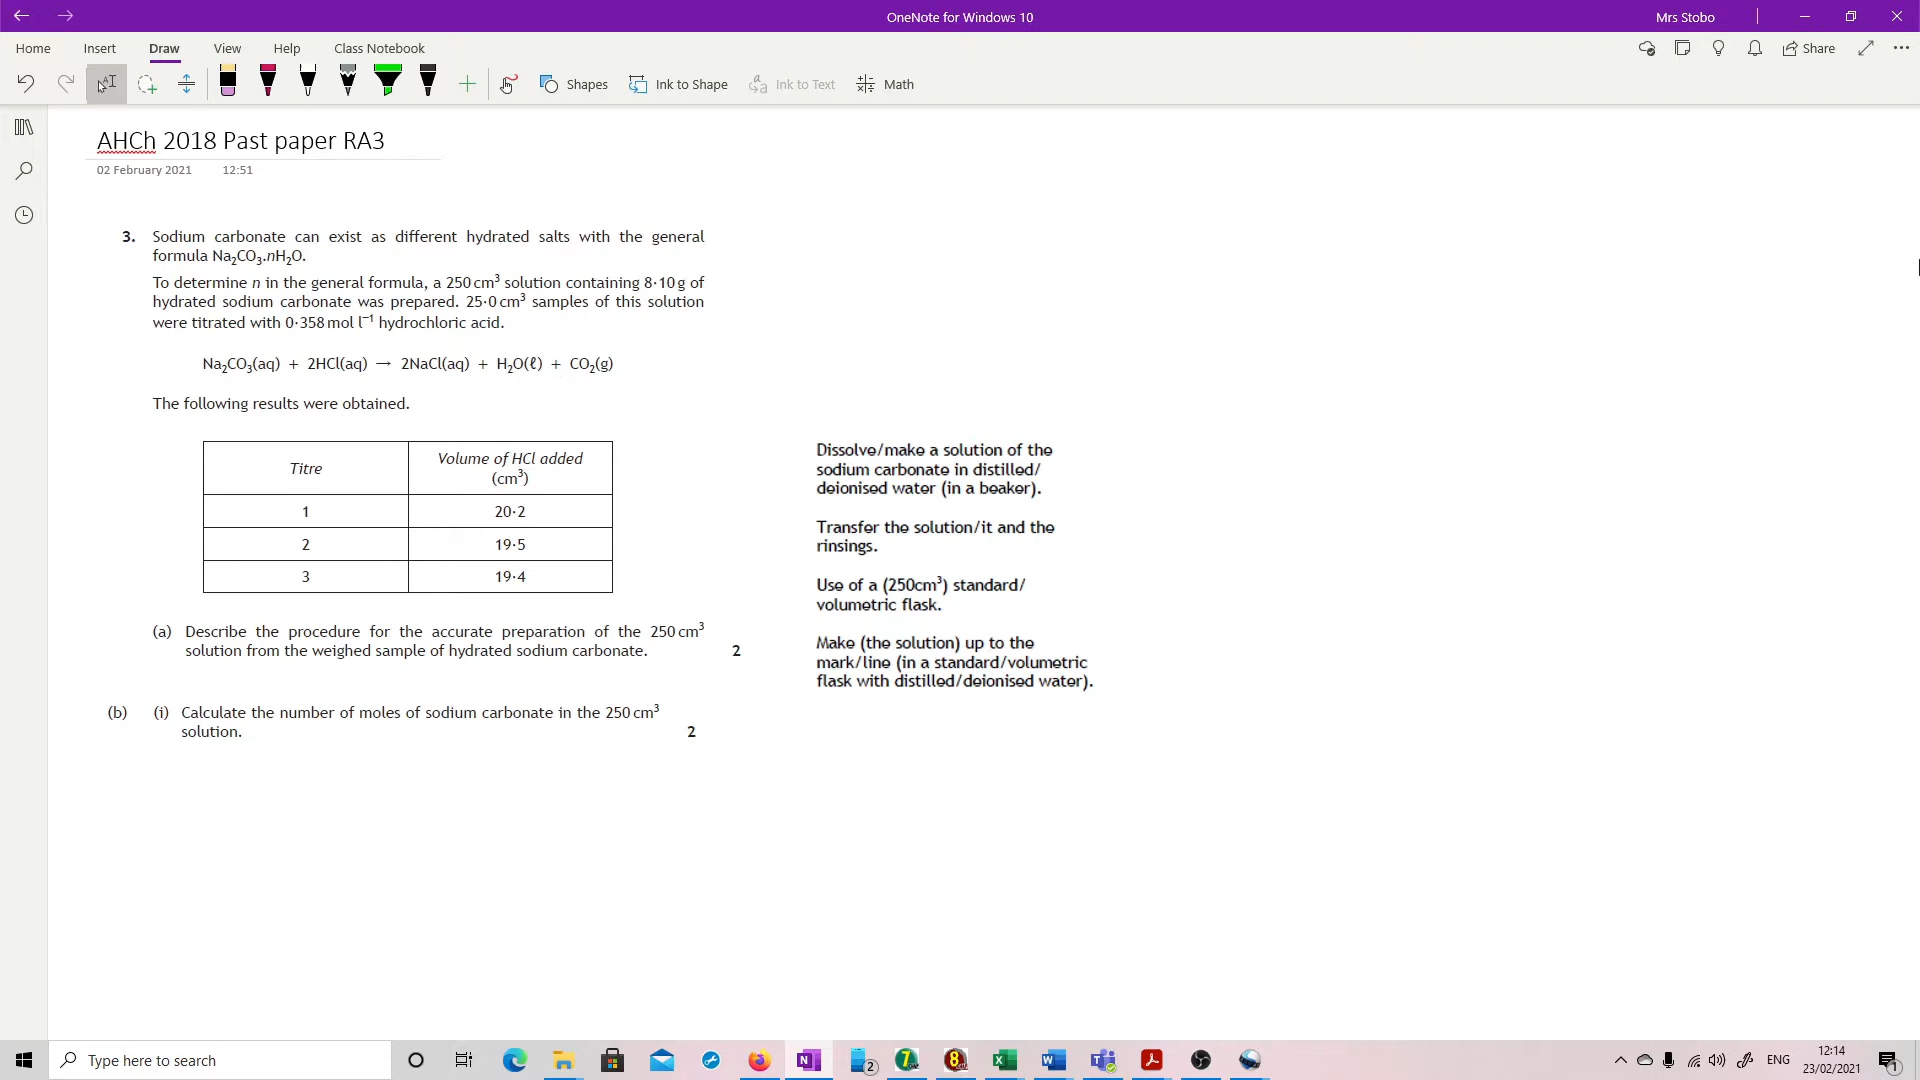 OneNote for Windows 10
Mrs Stobo
Home Insert Draw View Help Class Notebook
Share
Shapes Ink to Shape Ink to Text Math
AHCh 2018 Past paper RA3
02 February 2021 12:51
3. Sodium carbonate can exist as different hydrated salts with the general
formula Na₂CO₃.nH₂O.
To determine n in the general formula, a 250 cm³ solution containing 8·10 g of
hydrated sodium carbonate was prepared. 25·0 cm³ samples of this solution
were titrated with 0·358 mol l⁻¹ hydrochloric acid.
Na₂CO₃(aq) + 2HCl(aq) → 2NaCl(aq) + H₂O(ℓ) + CO₂(g)
The following results were obtained.
Titre Volume of HCl added
(cm³)
1 20·2
2 19·5
3 19·4
(a) Describe the procedure for the accurate preparation of the 250 cm³
solution from the weighed sample of hydrated sodium carbonate. 2
(b) (i) Calculate the number of moles of sodium carbonate in the 250 cm³
solution. 2
Dissolve/make a solution of the
sodium carbonate in distilled/
deionised water (in a beaker).
Transfer the solution/it and the
rinsings.
Use of a (250cm³) standard/
volumetric flask.
Make (the solution) up to the
mark/line (in a standard/volumetric
flask with distilled/deionised water).
Type here to search
ENG
12:14
23/02/2021